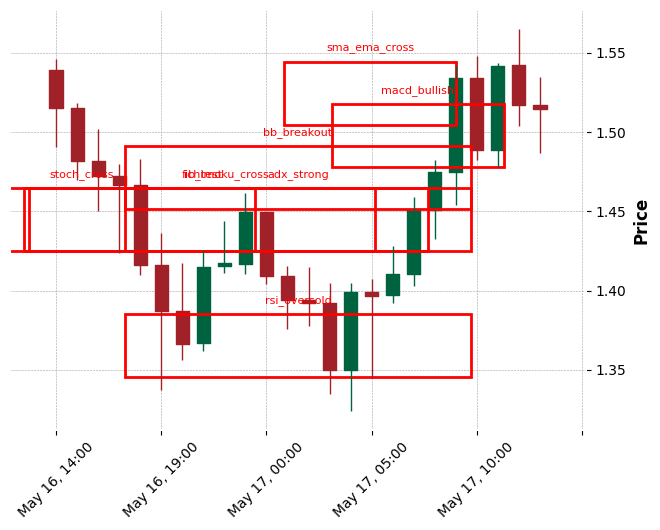 sma_ema_cross
1.55
macd_bullish
bb_breakout
1.50
stoch_cross
adx_strong
1.45
Price
1.40
rsi_oversold
1.35
May 16, 14:00
May 16, 19:00
May 17, 00:00
May 17, 05:00
May 17, 10:00